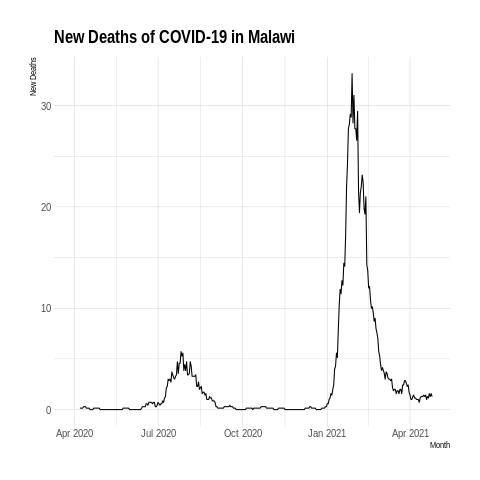 New Deaths of COVID-19 in Malawi
New Deaths
30
20
10
0
Apr 2020 Jul 2020 Oct 2020 Jan 2021 Apr 2021
Month